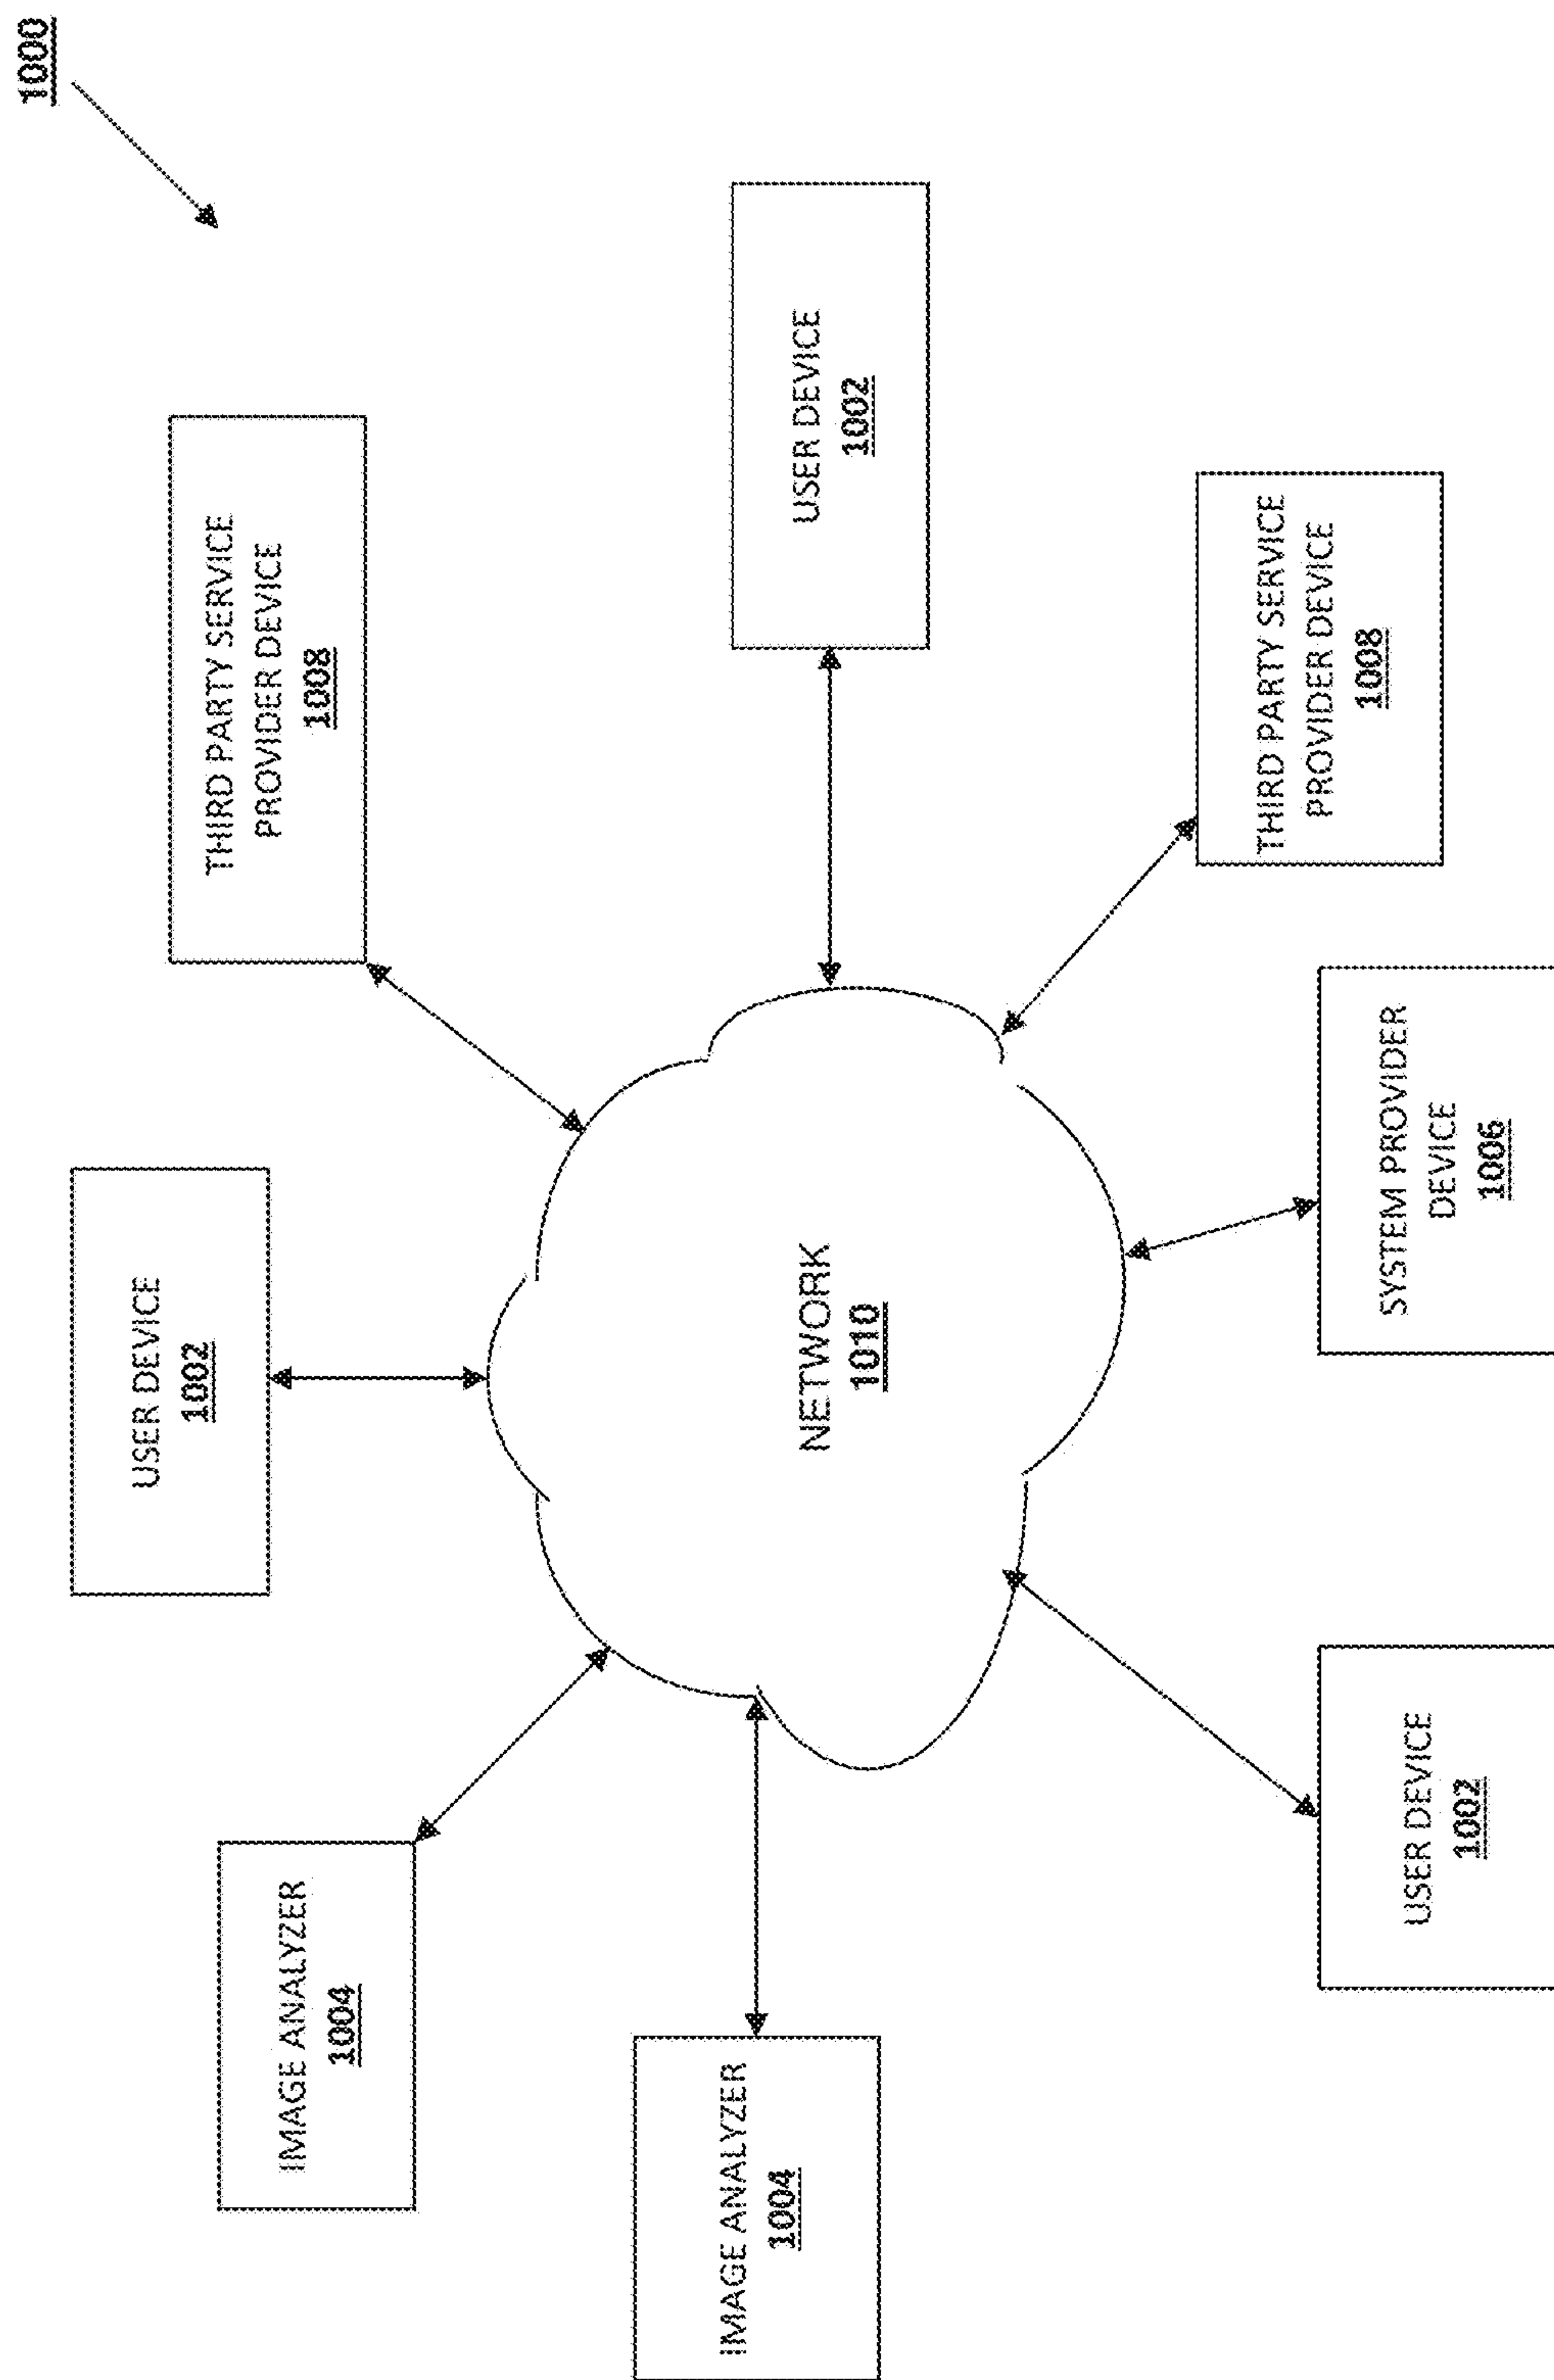 1000
USER DEVICE
1002
THIRD PARTY SERVICE
PROVIDER DEVICE
1008
IMAGE ANALYZER
1004
IMAGE ANALYZER
1004
NETWORK
1010
USER DEVICE
1002
THIRD PARTY SERVICE
PROVIDER DEVICE
1008
USER DEVICE
1002
SYSTEM PROVIDER
DEVICE
1006